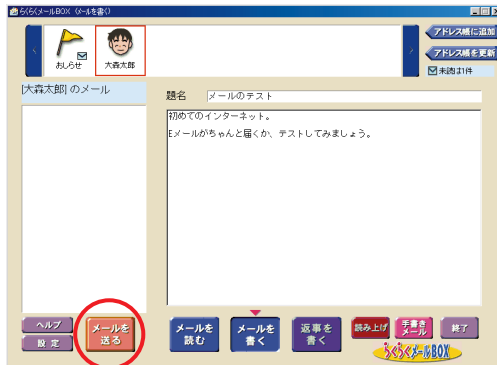 らくらくメールBOX 《メールを書く》
アドレス帳に追加
アドレス帳を更新
未読は1件
おしらせ
大森太郎
[大森太郎] のメール
題名 メールのテスト
初めてのインターネット。
Eメールがちゃんと届くか、テストしてみましょう。
ヘルプ
設 定
メールを
送る
メールを
読む
メールを
書く
返事を
書く
読み上げ
手書き
メール
終了
らくらくメールBOX